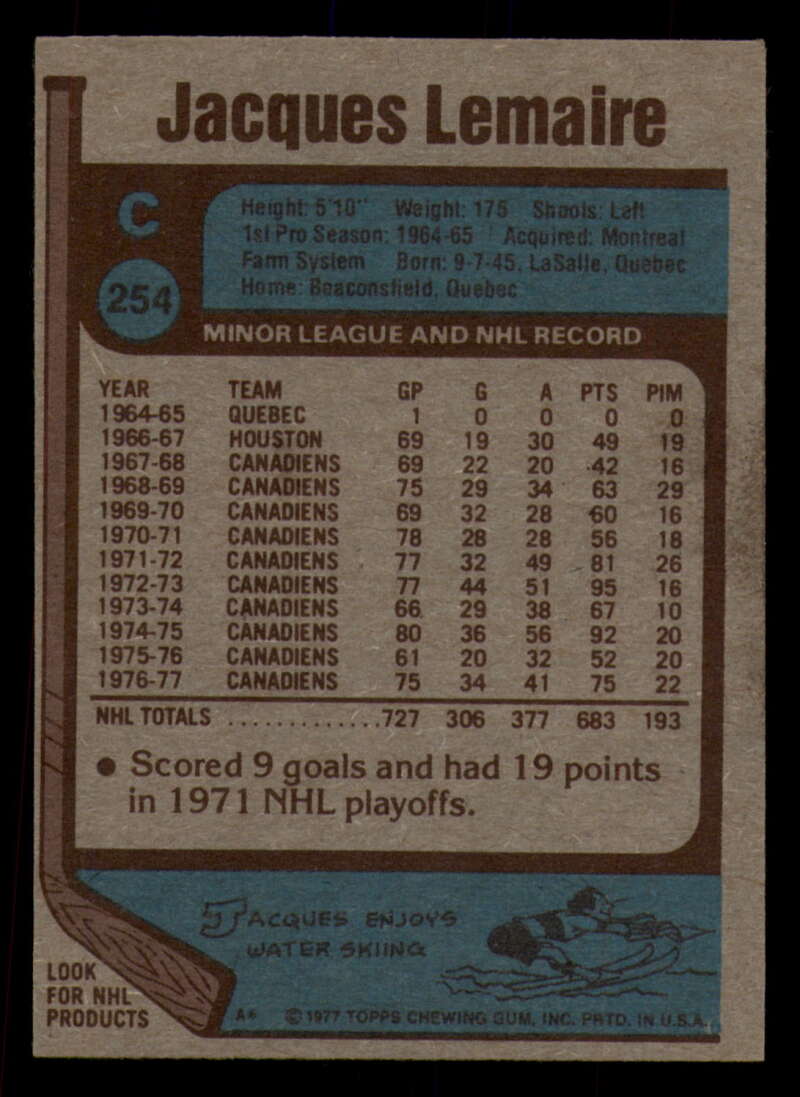 Jacques Lemaire
C
254
Height: 5'10" Weight: 175 Shoots: Left
1st Pro Season: 1964-65 Acquired: Montreal
Farm System Born: 9-7-45, LaSalle, Quebec
Home: Beaconsfield, Quebec
MINOR LEAGUE AND NHL RECORD
YEAR TEAM GP G A PTS PIM
1964-65 QUEBEC 1 0 0 0 0
1966-67 HOUSTON 69 19 30 49 19
1967-68 CANADIENS 69 22 20 42 16
1968-69 CANADIENS 75 29 34 63 29
1969-70 CANADIENS 69 32 28 60 16
1970-71 CANADIENS 78 28 28 56 18
1971-72 CANADIENS 77 32 49 81 26
1972-73 CANADIENS 77 44 51 95 16
1973-74 CANADIENS 66 29 38 67 10
1974-75 CANADIENS 80 36 56 92 20
1975-76 CANADIENS 61 20 32 52 20
1976-77 CANADIENS 75 34 41 75 22
NHL TOTALS .............727 306 377 683 193
• Scored 9 goals and had 19 points
in 1971 NHL playoffs.
JACQUES ENJOYS
WATER SKIING
LOOK
FOR NHL
PRODUCTS
A* © 1977 TOPPS CHEWING GUM, INC. PRTD. IN U.S.A.